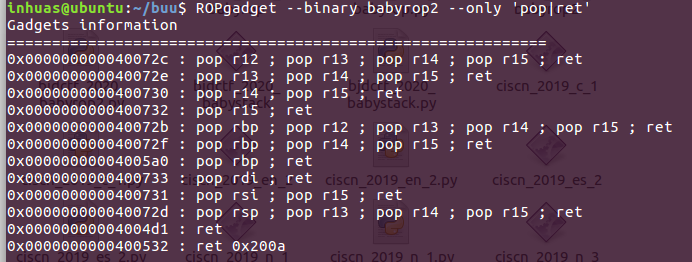 inhuas@ubuntu:~/buu$ ROPgadget --binary babyrop2 --only 'pop|ret'
Gadgets information
============================================================
0x000000000040072c : pop r12 ; pop r13 ; pop r14 ; pop r15 ; ret
0x000000000040072e : pop r13 ; pop r14 ; pop r15 ; ret
0x0000000000400730 : pop r14 ; pop r15 ; ret
0x0000000000400732 : pop r15 ; ret
0x000000000040072b : pop rbp ; pop r12 ; pop r13 ; pop r14 ; pop r15 ; ret
0x000000000040072f : pop rbp ; pop r14 ; pop r15 ; ret
0x00000000004005a0 : pop rbp ; ret
0x0000000000400733 : pop rdi ; ret
0x0000000000400731 : pop rsi ; pop r15 ; ret
0x000000000040072d : pop rsp ; pop r13 ; pop r14 ; pop r15 ; ret
0x00000000004004d1 : ret
0x0000000000400532 : ret 0x200a
ciscn_2019_c_1
babystack.py
ciscn_2019_en_2.py
ciscn_2019_es_2
ciscn_2019_es_2.py
ciscn_2019_n_1
ciscn_2019_n_1.py
ciscn_2019_n_3